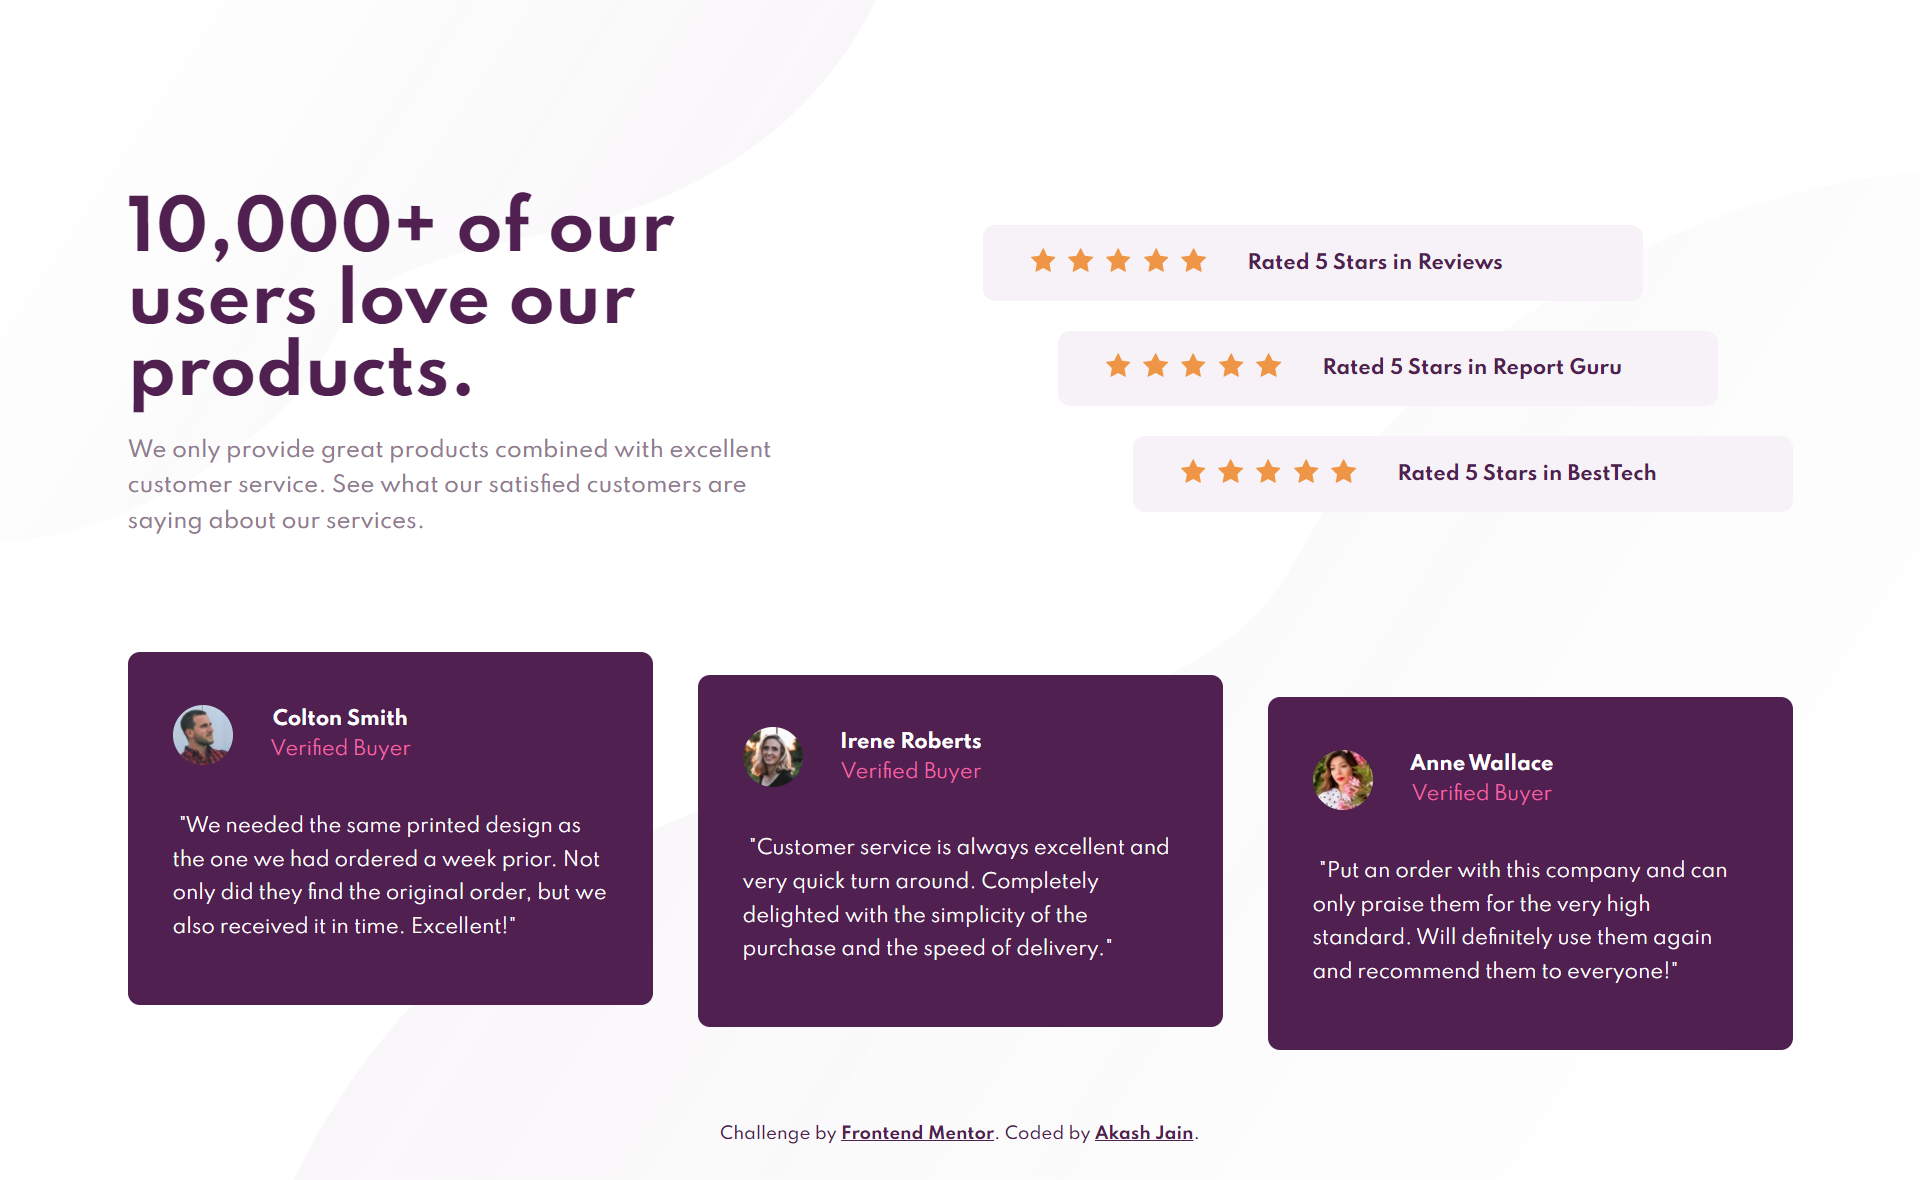 10,000+ of our
users love our
products.
We only provide great products combined with excellent
customer service. See what our satisfied customers are
saying about our services.
Rated 5 Stars in Reviews
Rated 5 Stars in Report Guru
Rated 5 Stars in BestTech
Colton Smith
Verified Buyer
"We needed the same printed design as
the one we had ordered a week prior. Not
only did they find the original order, but we
also received it in time. Excellent!"
Irene Roberts
Verified Buyer
"Customer service is always excellent and
very quick turn around. Completely
delighted with the simplicity of the
purchase and the speed of delivery."
Anne Wallace
Verified Buyer
"Put an order with this company and can
only praise them for the very high
standard. Will definitely use them again
and recommend them to everyone!"
Challenge by Frontend Mentor. Coded by Akash Jain.